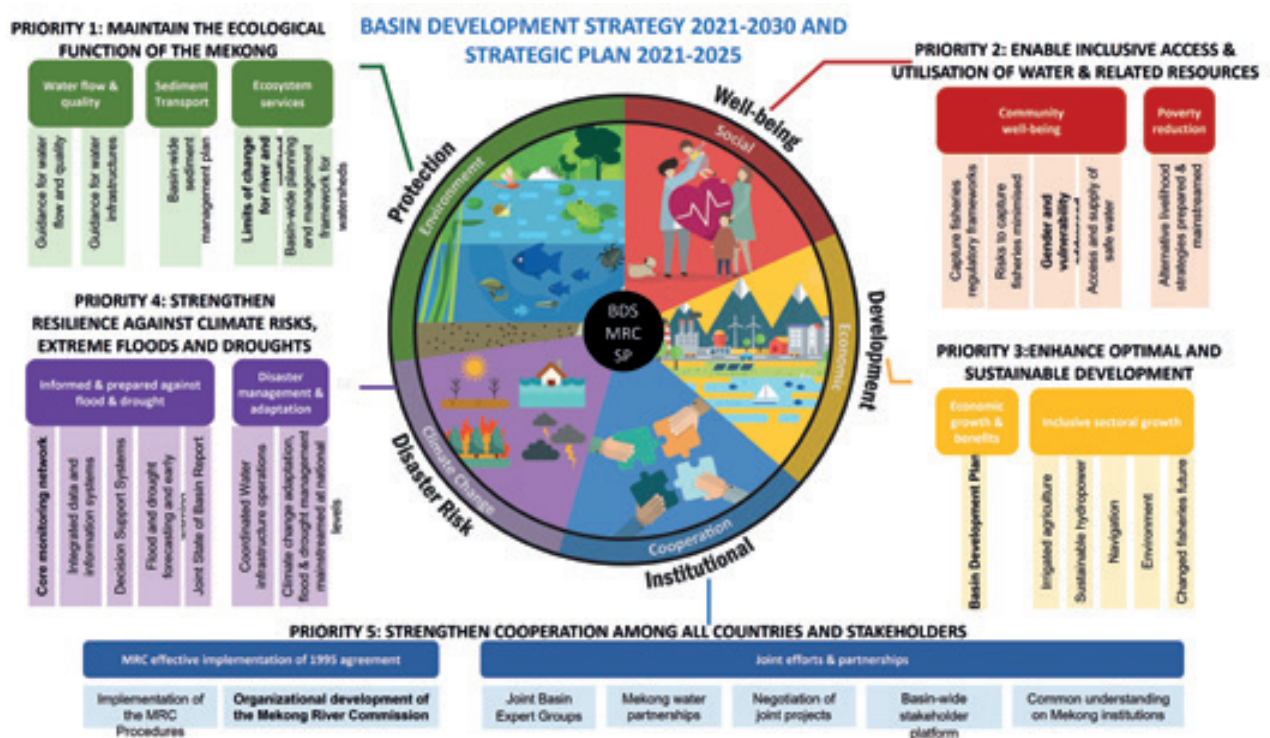 BASIN DEVELOPMENT STRATEGY 2021-2030 AND
STRATEGIC PLAN 2021-2025
PRIORITY 1: MAINTAIN THE ECOLOGICAL
FUNCTION OF THE MEKONG
Water flow &
quality
Sediment
Transport
Ecosystem
services
Guidance for water
flow and quality
Guidance for water
infrastructures
Basin-wide
sediment
management plan
Limits of change
for river and
Basin-wide planning
and management
framework for
watersheds
PRIORITY 2: ENABLE INCLUSIVE ACCESS &
UTILISATION OF WATER & RELATED RESOURCES
Community
well-being
Poverty
reduction
Capture fisheries
regulatory frameworks
Risks to capture
fisheries minimised
Gender and
vulnerability
Access and supply of
safe water
Alternative livelihood
strategies prepared &
mainstreamed
Protection
Environment
Well-being
Social
Development
Economic
Institutional
Cooperation
Disaster Risk
Climate Change
BDS
MRC
SP
PRIORITY 4: STRENGTHEN
RESILIENCE AGAINST CLIMATE RISKS,
EXTREME FLOODS AND DROUGHTS
Informed & prepared against
flood & drought
Disaster
management &
adaptation
Core monitoring network
Integrated data and
information systems
Decision Support Systems
Flood and drought
forecasting and early
Joint State of Basin Report
Coordinated Water
infrastructure operations
Climate change adaptation,
flood & drought management
mainstreamed at national
levels
PRIORITY 3:ENHANCE OPTIMAL AND
SUSTAINABLE DEVELOPMENT
Economic
growth &
benefits
Inclusive sectoral growth
Basin Development Plan
Irrigated agriculture
Sustainable hydropower
Navigation
Environment
Changed fisheries future
PRIORITY 5: STRENGTHEN COOPERATION AMONG ALL COUNTRIES AND STAKEHOLDERS
MRC effective implementation of 1995 agreement
Joint efforts & partnerships
Implementation of
the MRC
Procedures
Organizational development of
the Mekong River Commission
Joint Basin
Expert Groups
Mekong water
partnerships
Negotiation of
joint projects
Basin-wide
stakeholder
platform
Common understanding
on Mekong institutions